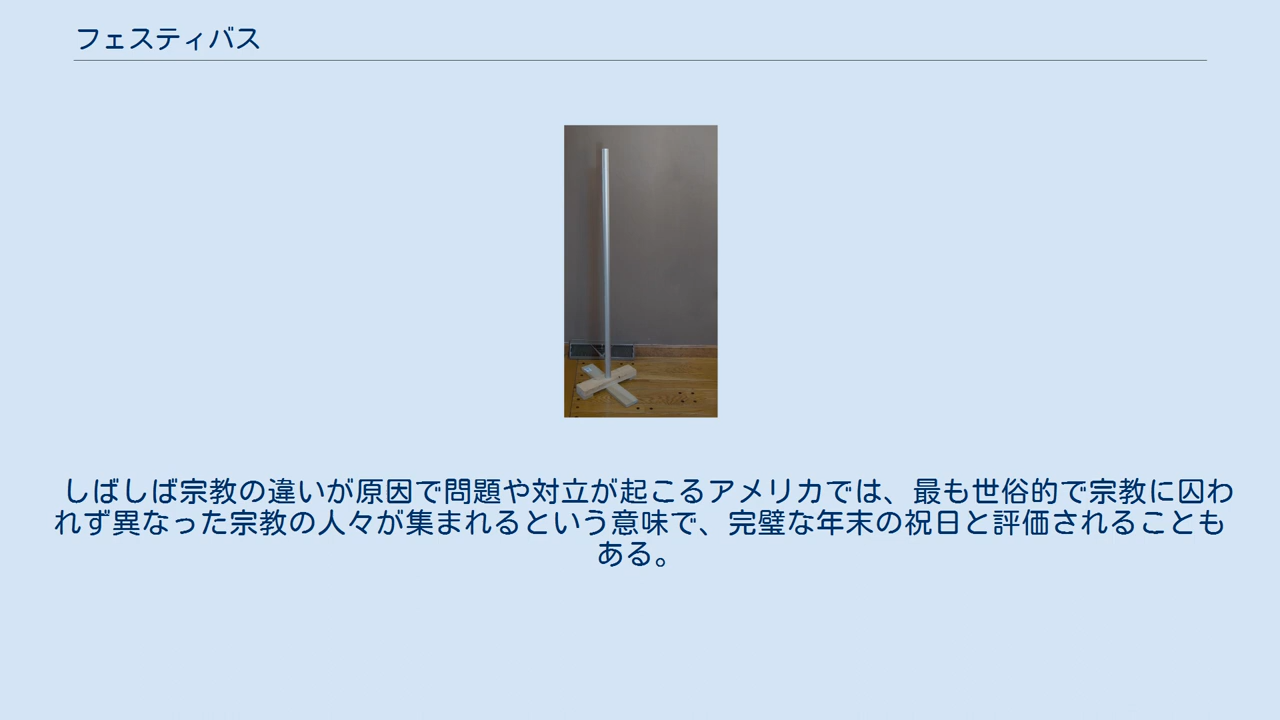 フェスティバス
しばしば宗教の違いが原因で問題や対立が起こるアメリカでは、最も世俗的で宗教に囚わ
れず異なった宗教の人々が集まれるという意味で、完璧な年末の祝日と評価されることも
ある。